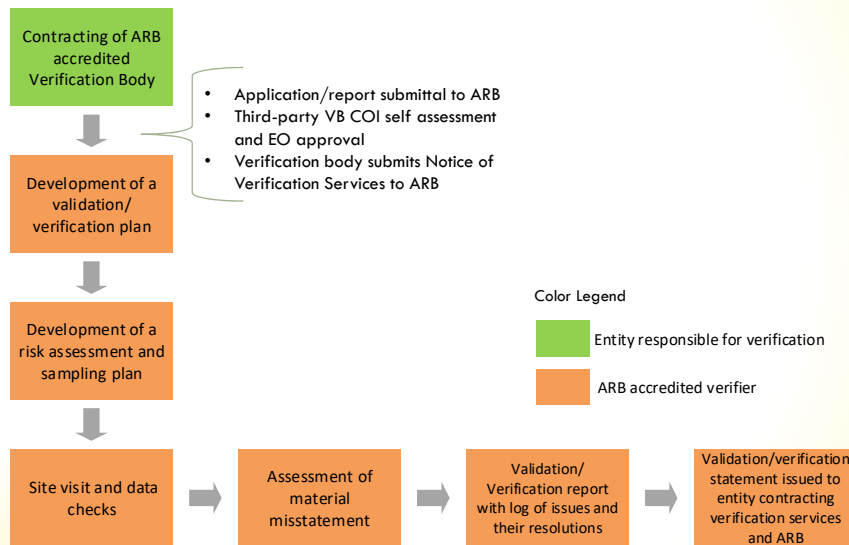 Contracting of ARB
accredited
Verification Body
• Application/report submittal to ARB
• Third-party VB COI self assessment
and EO approval
• Verification body submits Notice of
Verification Services to ARB
Development of a
validation/
verification plan
Development of a
risk assessment and
sampling plan
Color Legend
Entity responsible for verification
ARB accredited verifier
Site visit and data
checks
Assessment of
material
misstatement
Validation/
Verification report
with log of issues and
their resolutions
Validation/verification
statement issued to
entity contracting
verification services
and ARB